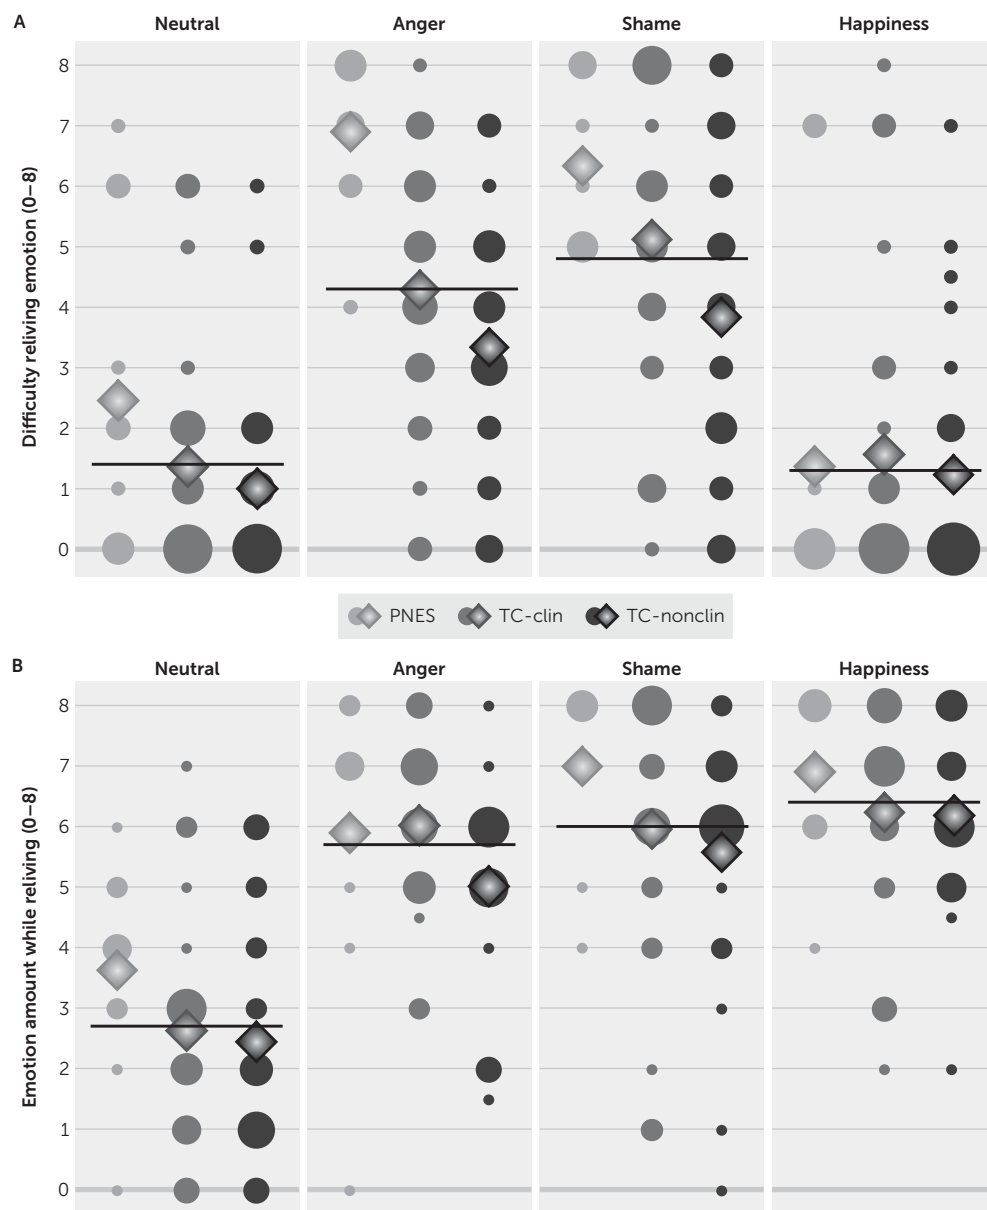 A
Neutral Anger Shame Happiness
Difficulty reliving emotion (0–8)
8
7
6
5
4
3
2
1
0
PNES TC-clin TC-nonclin
B
Neutral Anger Shame Happiness
Emotion amount while reliving (0–8)
8
7
6
5
4
3
2
1
0